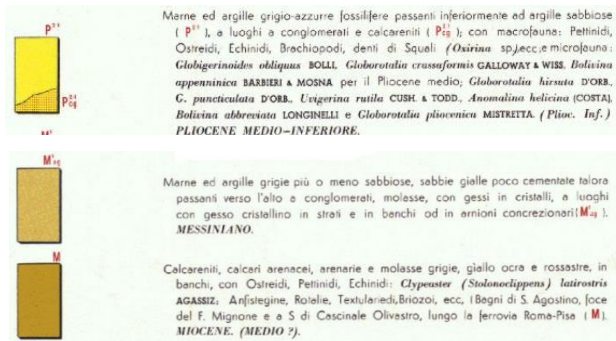 P³·¹
P³·¹cg
Marne ed argille grigio-azzurre fossilifere passanti inferiormente ad argille sabbiose
( P³·¹ ), a luoghi a conglomerati e calcareniti ( P³·¹cg ); con macrofauna: Pettinidi,
Ostreidi, Echinidi, Brachiopodi, denti di Squali (Oxirina sp.),ecc.;e microfauna:
Globigerinoides obliquus BOLLI, Globorotalia crassaformis GALLOWAY & WISS, Bolivina
appenninica BARBIERI & MOSNA per il Pliocene medio; Globorotalia hirsuta D'ORB.,
G. puncticulata D'ORB., Uvigerina rutila CUSH. & TODD., Anomalina helicina (COSTA),
Bolivina abbreviata LONGINELLI e Globorotalia pliocenica MISTRETTA. (Plioc. Inf.)
PLIOCENE MEDIO-INFERIORE.
Marne ed argille grigie più o meno sabbiose, sabbie gialle poco cementate talora
passanti verso l'alto a conglomerati, molasse, con gessi in cristalli, a luoghi
con gesso cristallino in strati e in banchi od in arnioni concrezionari
MESSINIANO.
M
Calcareniti, calcari arenacei, arenarie e molasse grigie, giallo ocra e rossastre, in
banchi, con Ostreidi, Pettinidi, Echinidi: Clypeaster (Stolonoclippens) latirostris
AGASSIZ: Anfistegine, Rotalie, Textulariedi,Briozoi, ecc, (Bagni di S. Agostino, foce
del F. Mignone e a S di Cascinale Olivastro, lungo la ferrovia Roma-Pisa ( M ).
MIOCENE. (MEDIO ?).